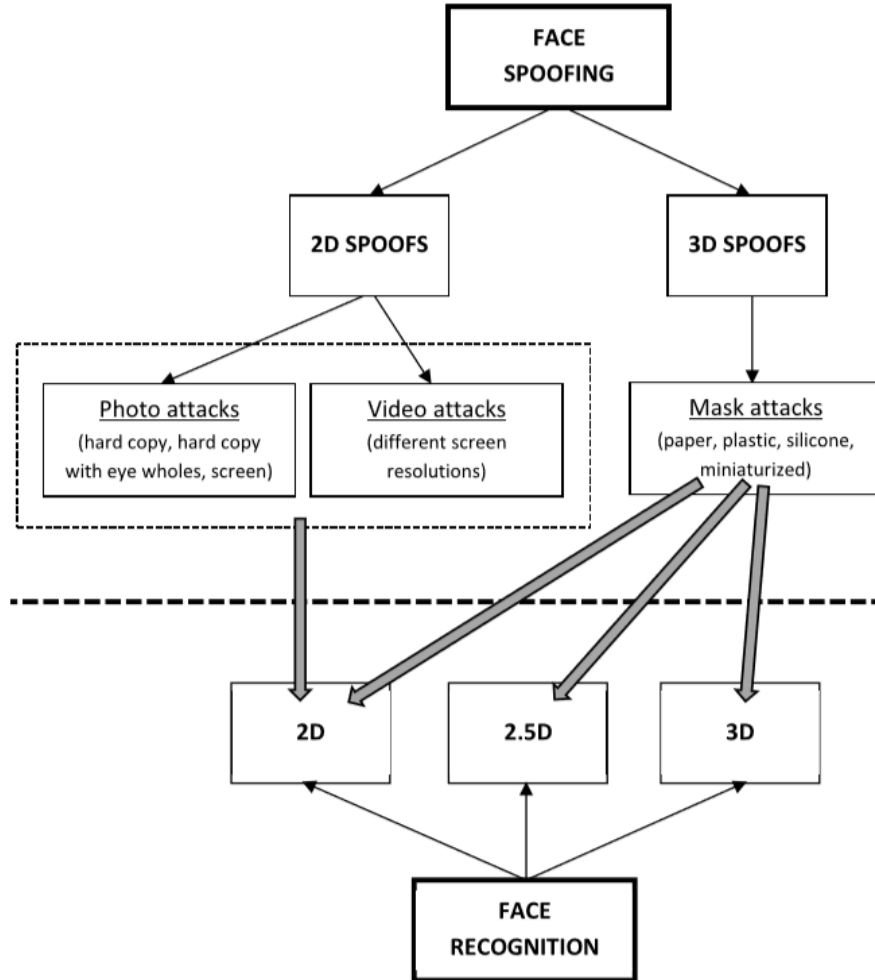 FACE
SPOOFING
2D SPOOFS
3D SPOOFS
Photo attacks
(hard copy, hard copy
with eye wholes, screen)
Video attacks
(different screen
resolutions)
Mask attacks
(paper, plastic, silicone,
miniaturized)
2D
2.5D
3D
FACE
RECOGNITION